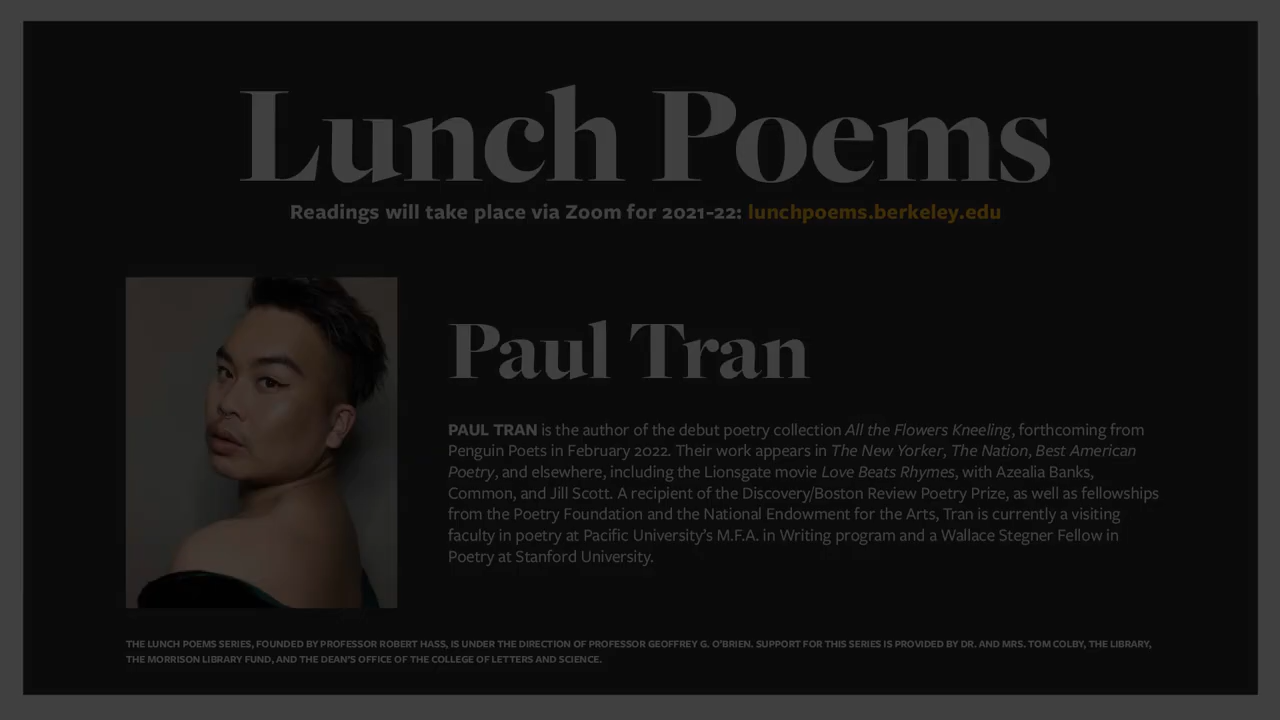 Lunch Poems
Readings will take place via Zoom for 2021-22: lunchpoems.berkeley.edu
Paul Tran
PAUL TRAN is the author of the debut poetry collection All the Flowers Kneeling, forthcoming from
Penguin Poets in February 2022. Their work appears in The New Yorker, The Nation, Best American
Poetry, and elsewhere, including the Lionsgate movie Love Beats Rhymes, with Azealia Banks,
Common, and Jill Scott. A recipient of the Discovery/Boston Review Poetry Prize, as well as fellowships
from the Poetry Foundation and the National Endowment for the Arts, Tran is currently a visiting
faculty in poetry at Pacific University's M.F.A. in Writing program and a Wallace Stegner Fellow in
Poetry at Stanford University.
THE LUNCH POEMS SERIES, FOUNDED BY PROFESSOR ROBERT HASS, IS UNDER THE DIRECTION OF PROFESSOR GEOFFREY G. O'BRIEN. SUPPORT FOR THIS SERIES IS PROVIDED BY DR. AND MRS. TOM COLBY, THE LIBRARY,
THE MORRISON LIBRARY FUND, AND THE DEAN'S OFFICE OF THE COLLEGE OF LETTERS AND SCIENCE.